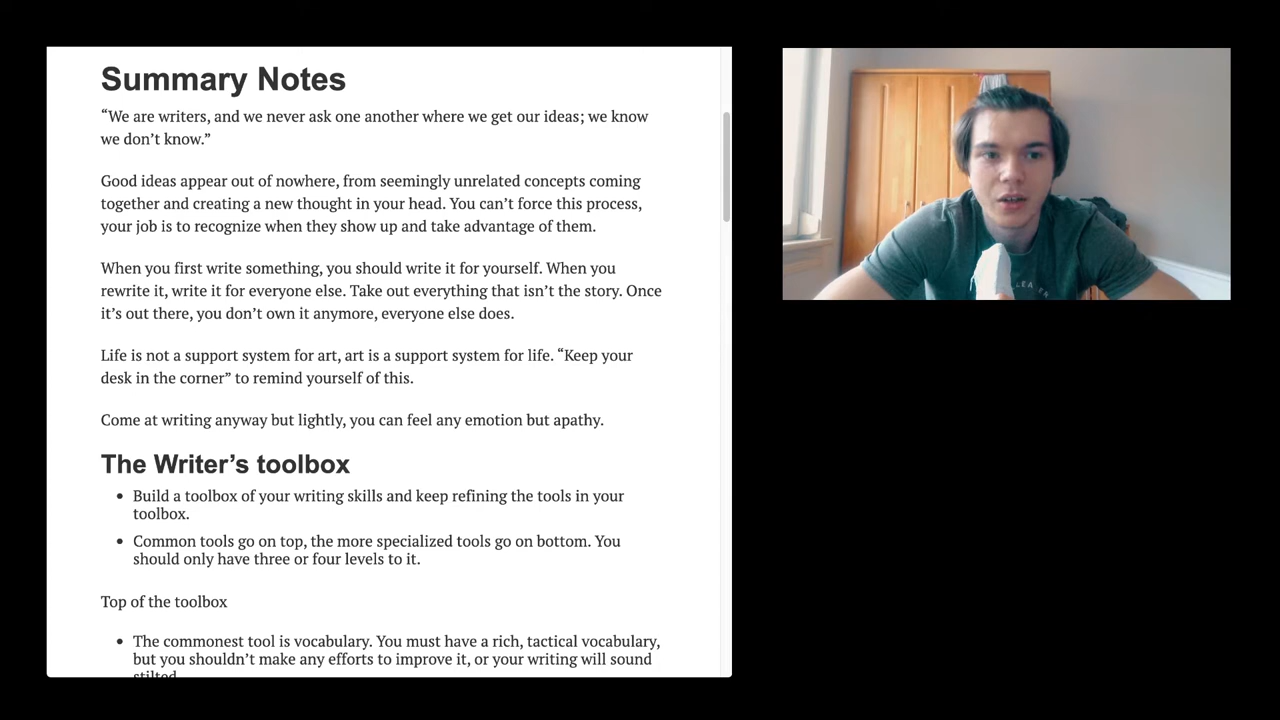 Summary Notes
“We are writers, and we never ask one another where we get our ideas; we know
we don’t know.”
Good ideas appear out of nowhere, from seemingly unrelated concepts coming
together and creating a new thought in your head. You can’t force this process,
your job is to recognize when they show up and take advantage of them.
When you first write something, you should write it for yourself. When you
rewrite it, write it for everyone else. Take out everything that isn’t the story. Once
it’s out there, you don’t own it anymore, everyone else does.
Life is not a support system for art, art is a support system for life. “Keep your
desk in the corner” to remind yourself of this.
Come at writing anyway but lightly, you can feel any emotion but apathy.
The Writer’s toolbox
• Build a toolbox of your writing skills and keep refining the tools in your
toolbox.
• Common tools go on top, the more specialized tools go on bottom. You
should only have three or four levels to it.
Top of the toolbox
• The commonest tool is vocabulary. You must have a rich, tactical vocabulary,
but you shouldn’t make any efforts to improve it, or your writing will sound
stilted